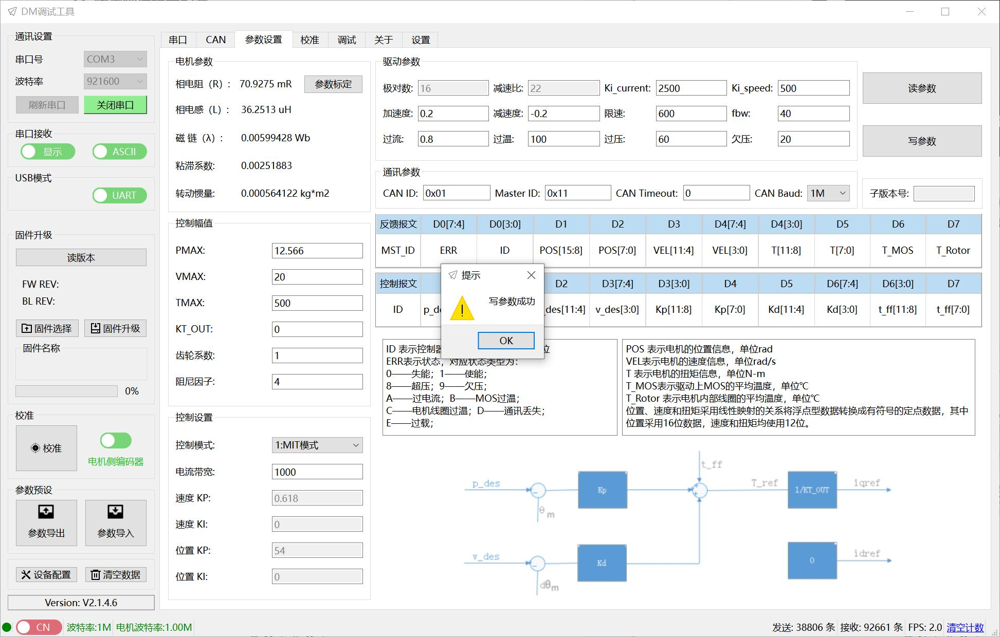 DM调试工具
通讯设置
串口号 COM3
波特率 921600
刷新串口 关闭串口
串口接收
显示 ASCII
USB模式
UART
固件升级
读版本
FW REV:
BL REV:
固件选择 固件升级
固件名称
0%
校准
校准
电机侧编码器
参数预设
参数导出 参数导入
设备配置 清空数据
Version: V2.1.4.6
串口 CAN 参数设置 校准 调试 关于 设置
电机参数
相电阻（R）: 70.9275 mR 参数标定
相电感（L）: 36.2513 uH
磁 链（λ）: 0.00599428 Wb
粘滞系数: 0.00251883
转动惯量: 0.000564122 kg*m2
控制幅值
PMAX: 12.566
VMAX: 20
TMAX: 500
KT_OUT: 0
齿轮系数: 1
阻尼因子: 4
控制设置
控制模式: 1:MIT模式
电流带宽: 1000
速度 KP: 0.618
速度 KI: 0
位置 KP: 54
位置 KI: 0
驱动参数
极对数: 16 减速比: 22 Ki_current: 2500 Ki_speed: 500
加速度: 0.2 减速度: -0.2 限速: 600 fbw: 40
过流: 0.8 过温: 100 过压: 60 欠压: 20
读参数
写参数
通讯参数
CAN ID: 0x01 Master ID: 0x11 CAN Timeout: 0 CAN Baud: 1M
子版本号:
反馈报文 D0[7:4] D0[3:0] D1 D2 D3 D4[7:4] D4[3:0] D5 D6 D7
MST_ID ERR ID POS[15:8] POS[7:0] VEL[11:4] VEL[3:0] T[11:8] T[7:0] T_MOS T_Rotor
控制报文 D2 D3[7:4] D3[3:0] D4 D5 D6[7:4] D6[3:0] D7
ID p_de _des[11:4] v_des[3:0] Kp[11:8] Kp[7:0] Kd[11:4] Kd[3:0] t_ff[11:8] t_ff[7:0]
提示
写参数成功
OK
ID 表示控制器 位
ERR表示状态，对应状态类型为：
0——失能；1——使能；
8——超压；9——欠压；
A——过电流；B——MOS过温；
C——电机线圈过温；D——通讯丢失；
E——过载；
POS 表示电机的位置信息，单位rad
VEL表示电机的速度信息，单位rad/s
T 表示电机的扭矩信息，单位N-m
T_MOS表示驱动上MOS的平均温度，单位℃
T_Rotor 表示电机内部线圈的平均温度，单位℃
位置、速度和扭矩采用线性映射的关系将浮点型数据转换成有符号的定点数据，其中
位置采用16位数据，速度和扭矩均使用12位。
t_ff
p_des Kp T_ref 1/KT_OUT iqref
θm
v_des Kd 0 idref
dθm
CN 波特率:1M 电机波特率:1.00M
发送: 38806 条 接收: 92661 条 FPS: 2.0 清空计数